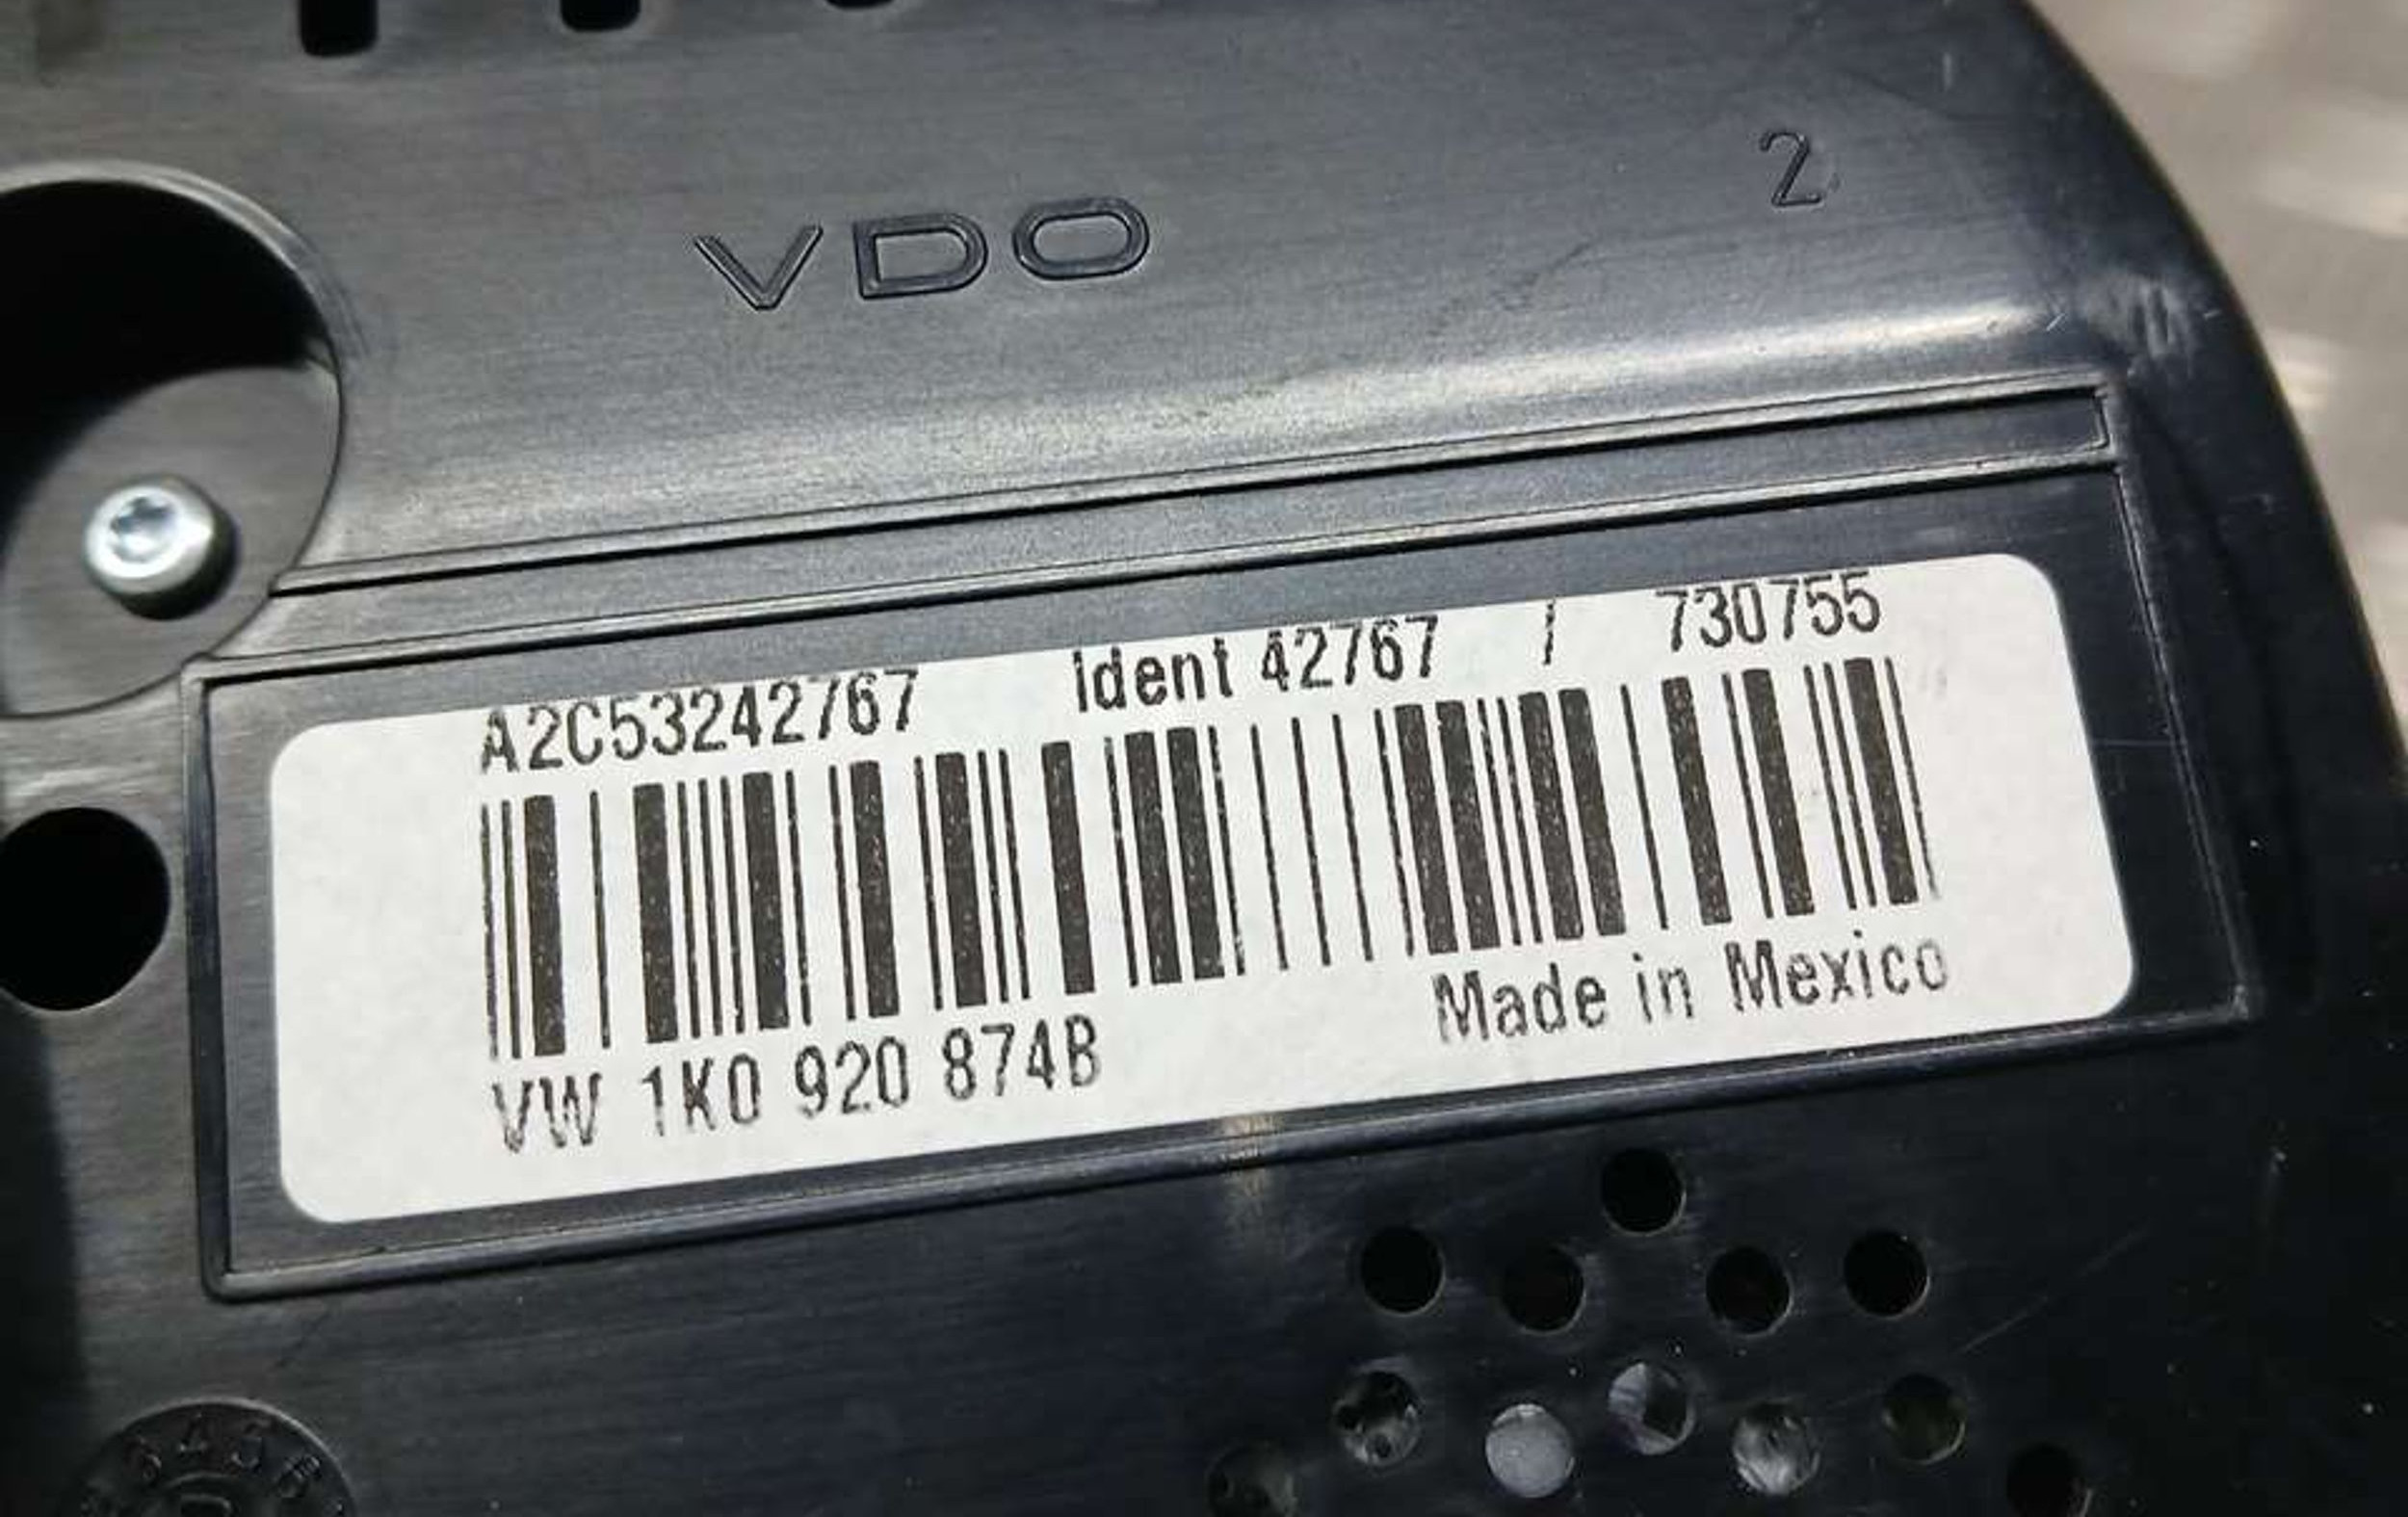 VDO
2
A2C53242767 Ident 42767 / 730755
VW 1K0 920 874B
Made in Mexico